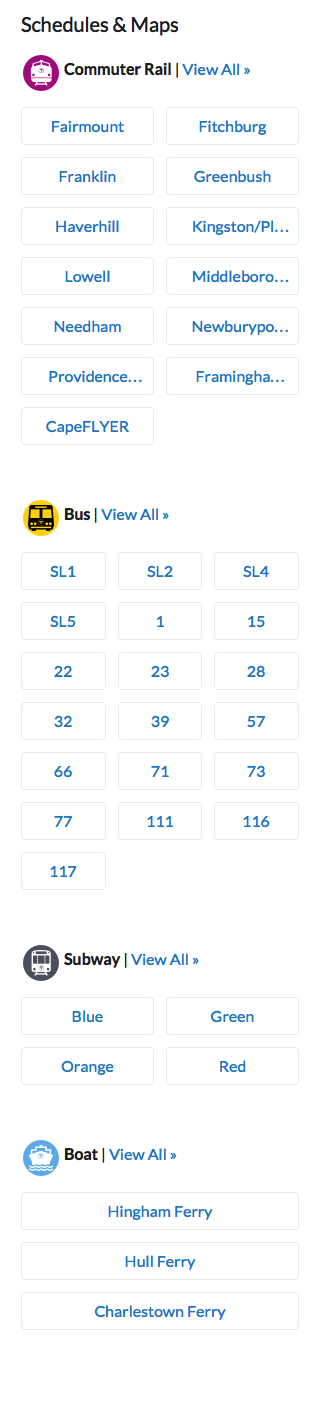 Schedules & Maps
Commuter Rail | View All »
Fairmount Fitchburg
Franklin Greenbush
Haverhill Kingston/Pl...
Lowell Middleboro...
Needham Newburypo...
Providence... Framingha...
CapeFLYER
Bus | View All »
SL1 SL2 SL4
SL5 1 15
22 23 28
32 39 57
66 71 73
77 111 116
117
Subway | View All »
Blue Green
Orange Red
Boat | View All »
Hingham Ferry
Hull Ferry
Charlestown Ferry